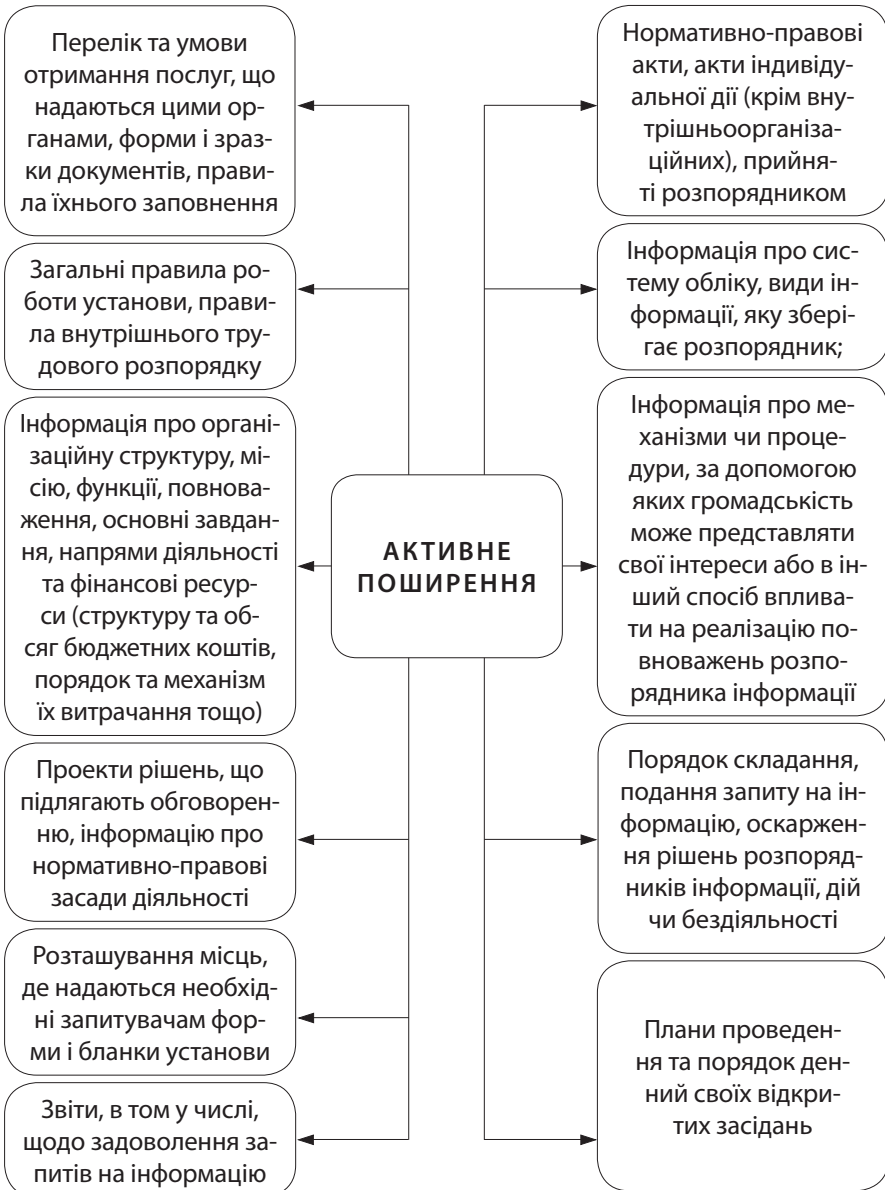 Перелік та умови
отримання послуг, що
надаються цими ор-
ганами, форми і зраз-
ки документів, прави-
ла їхнього заповнення
Загальні правила ро-
боти установи, прави-
ла внутрішнього тру-
дового розпорядку
Інформація про органі-
заційну структуру, мі-
сію, функції, повнова-
ження, основні завдан-
ня, напрями діяльності
та фінансові ресур-
си (структуру та об-
сяг бюджетних коштів,
порядок та механізм
їх витрачання тощо)
Проекти рішень, що
підлягають обговорен-
ню, інформацію про
нормативно-правові
засади діяльності
Розташування місць,
де надаються необхід-
ні запитувачам фор-
ми і бланки установи
Звіти, в том у числі,
щодо задоволення за-
питів на інформацію
АКТИВНЕ
ПОШИРЕННЯ
Нормативно-правові
акти, акти індивіду-
альної дії (крім вну-
трішньоорганіза-
ційних), прийня-
ті розпорядником
Інформація про сис-
тему обліку, види ін-
формації, яку збері-
гає розпорядник;
Інформація про ме-
ханізми чи проце-
дури, за допомогою
яких громадськість
може представляти
свої інтереси або в ін-
ший спосіб вплива-
ти на реалізацію по-
вноважень розпо-
рядника інформації
Порядок складання,
подання запиту на ін-
формацію, оскаржен-
ня рішень розпоряд-
ників інформації, дій
чи бездіяльності
Плани проведен-
ня та порядок ден-
ний своїх відкри-
тих засідань